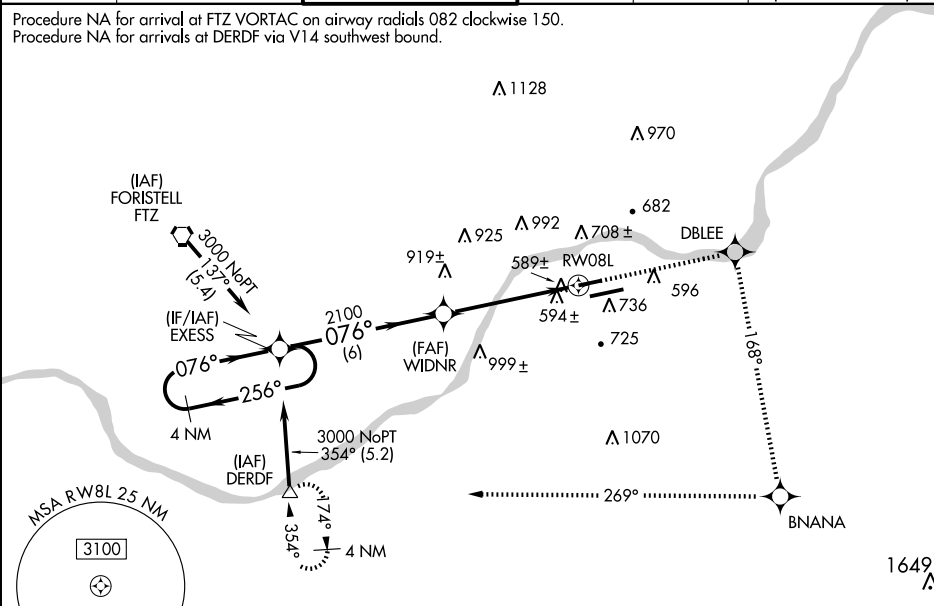 Procedure NA for arrival at FTZ VORTAC on airway radials 082 clockwise 150.
Procedure NA for arrivals at DERDF via V14 southwest bound.
1128
970
(IAF)
FORISTELL
FTZ
682
3000 NoPT
137°
(5.4)
925
992
708 ±
DBLEE
919±
589±
RW08L
596
(IF/IAF)
EXESS
2100
076°
(6)
594 ±
736
(FAF)
WIDNR
725
168°
076°
999 ±
256°
4 NM
3000 NoPT
354° (5.2)
1070
(IAF)
DERDF
174°
354°
4 NM
269°
BNANA
MSA RW8L 25 NM
3100
1649